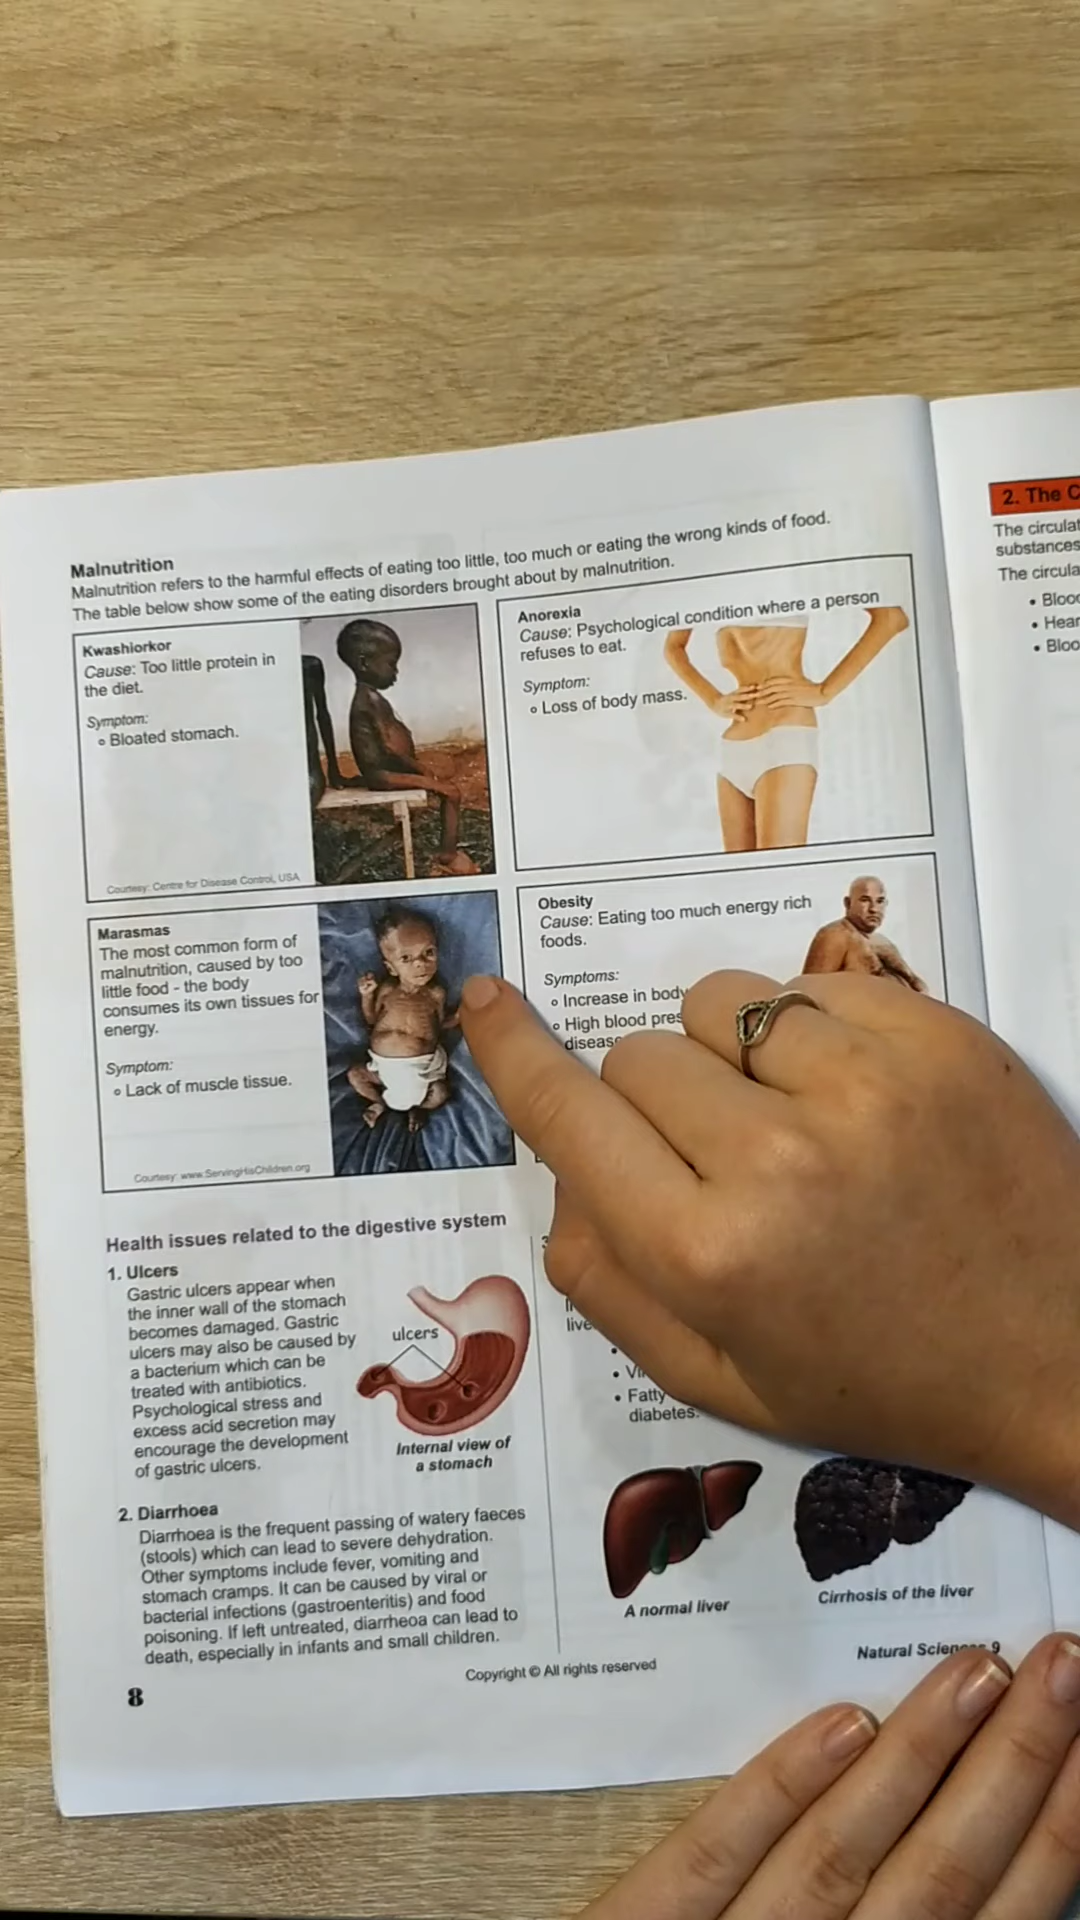 Malnutrition
Malnutrition refers to the harmful effects of eating too little, too much or eating the wrong kinds of food.
The table below show some of the eating disorders brought about by malnutrition.
Kwashiorkor
Cause: Too little protein in
the diet.
Symptom:
Bloated stomach.
Courtesy: Centre for Disease Control, USA
Anorexia
Cause: Psychological condition where a person
refuses to eat.
Symptom:
Loss of body mass.
Marasmas
The most common form of
malnutrition, caused by too
little food - the body
consumes its own tissues for
energy.
Symptom:
Lack of muscle tissue.
Courtesy: www.ServingHisChildren.org
Obesity
Cause: Eating too much energy rich
foods.
Symptoms:
Increase in body
High blood
Health issues related to the digestive system
1. Ulcers
Gastric ulcers appear when
the inner wall of the stomach
becomes damaged. Gastric
ulcers may also be caused by
a bacterium which can be
treated with antibiotics.
Psychological stress and
excess acid secretion may
encourage the development
of gastric ulcers.
ulcers
Internal view of
a stomach
2. Diarrhoea
Diarrhoea is the frequent passing of watery faeces
(stools) which can lead to severe dehydration.
Other symptoms include fever, vomiting and
stomach cramps. It can be caused by viral or
bacterial infections (gastroenteritis) and food
poisoning. If left untreated, diarrheoa can lead to
death, especially in infants and small children.
Fatty
diabetes.
A normal liver
Cirrhosis of the liver
8
Copyright © All rights reserved
Natural 9
2. The
The
substances
The